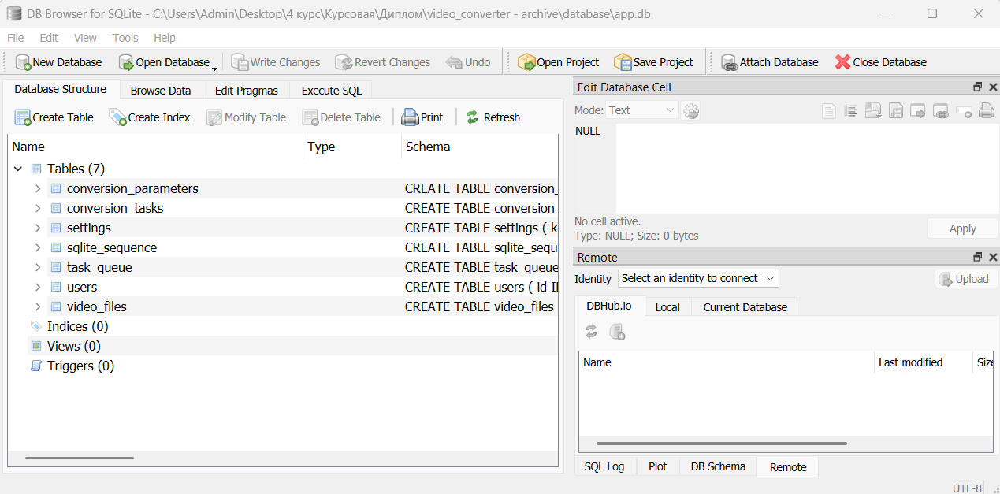 DB Browser for SQLite - C:\Users\Admin\Desktop\4 курс\Курсовая\Диплом\video_converter - archive\database\app.db
File Edit View Tools Help
New Database Open Database Write Changes Revert Changes Undo Open Project Save Project Attach Database Close Database
Database Structure Browse Data Edit Pragmas Execute SQL
Create Table Create Index Modify Table Delete Table Print Refresh
Name Type Schema
Tables (7)
conversion_parameters CREATE TABLE conversion_
conversion_tasks CREATE TABLE conversion_
settings CREATE TABLE settings ( k
sqlite_sequence CREATE TABLE sqlite_sequ
task_queue CREATE TABLE task_queue
users CREATE TABLE users ( id I
video_files CREATE TABLE video_files
Indices (0)
Views (0)
Triggers (0)
Edit Database Cell
Mode: Text
NULL
No cell active.
Type: NULL; Size: 0 bytes
Apply
Remote
Identity Select an identity to connect Upload
DBHub.io Local Current Database
Name Last modified Size
SQL Log Plot DB Schema Remote
UTF-8